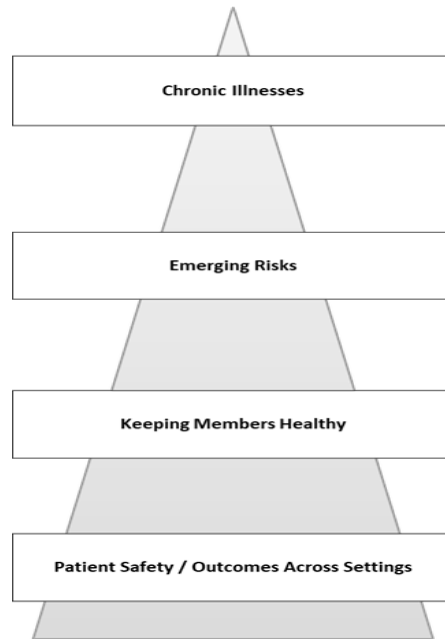 Chronic Illnesses
Emerging Risks
Keeping Members Healthy
Patient Safety / Outcomes Across Settings